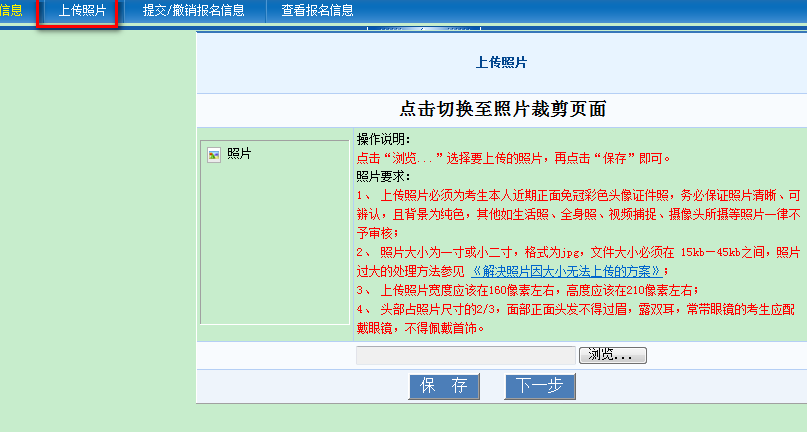 信息 上传照片 提交/撤销报名信息 查看报名信息
上传照片
点击切换至照片裁剪页面
照片
操作说明：
点击“浏览...”选择要上传的照片，再点击“保存”即可。
照片要求：
1、 上传照片必须为考生本人近期正面免冠彩色头像证件照，务必保证照片清晰、可
辨认，且背景为纯色，其他如生活照、全身照、视频捕捉、摄像头所摄等照片一律不
予审核；
2、 照片大小为一寸或小二寸，格式为jpg，文件大小必须在 15kb－45kb之间，照片
过大的处理方法参见 《解决照片因大小无法上传的方案》；
3、 上传照片宽度应该在160像素左右，高度应该在210像素左右；
4、 头部占照片尺寸的2/3，面部正面头发不得过眉，露双耳，常带眼镜的考生应配
戴眼镜，不得佩戴首饰。
浏览...
保 存 下一步